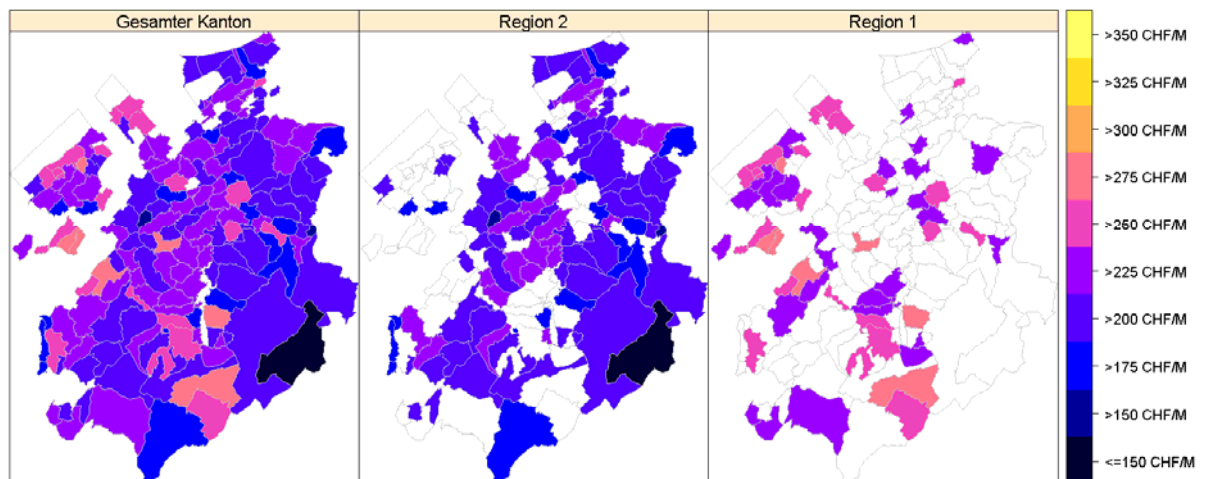 Gesamter Kanton
Region 2
Region 1
>350 CHF/M
>325 CHF/M
>300 CHF/M
>275 CHF/M
>260 CHF/M
>225 CHF/M
>200 CHF/M
>175 CHF/M
>150 CHF/M
<=150 CHF/M